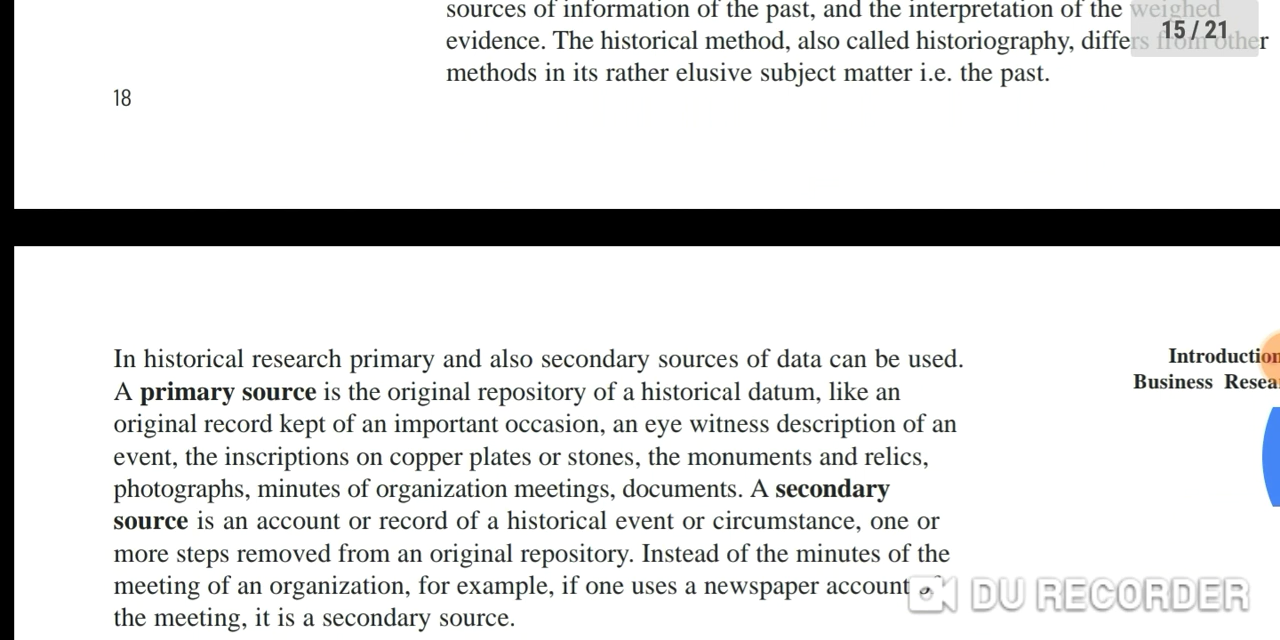 sources of information of the past, and the interpretation of the weighed
15 / 21
evidence. The historical method, also called historiography, differs from other
methods in its rather elusive subject matter i.e. the past.
18
In historical research primary and also secondary sources of data can be used.
A primary source is the original repository of a historical datum, like an
original record kept of an important occasion, an eye witness description of an
event, the inscriptions on copper plates or stones, the monuments and relics,
photographs, minutes of organization meetings, documents. A secondary
source is an account or record of a historical event or circumstance, one or
more steps removed from an original repository. Instead of the minutes of the
meeting of an organization, for example, if one uses a newspaper account
the meeting, it is a secondary source.
Introduction
Business Resea
DU RECORDER